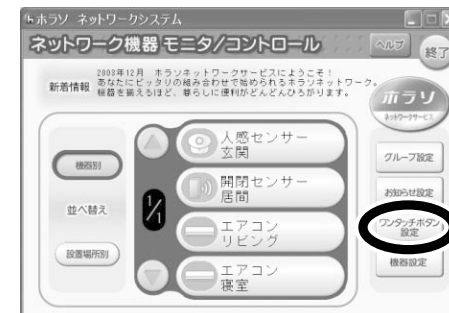 ホラソ ネットワークシステム
ネットワーク機器 モニタ/コントロール
ヘルプ
終了
新着情報
2003年12月 ホラソネットワークサービスにようこそ!
あなたにピッタリの組み合わせで始められるホラソネットワーク。
機器を揃えるほど、暮らしに便利がどんどんひろがります。
ホラソ
ネットワークサービス
機器別
並べ替え
設置場所別
1/1
人感センサー
玄関
開閉センサー
居間
エアコン
リビング
エアコン
寝室
グループ設定
お知らせ設定
ワンタッチボタン
設定
機器設定